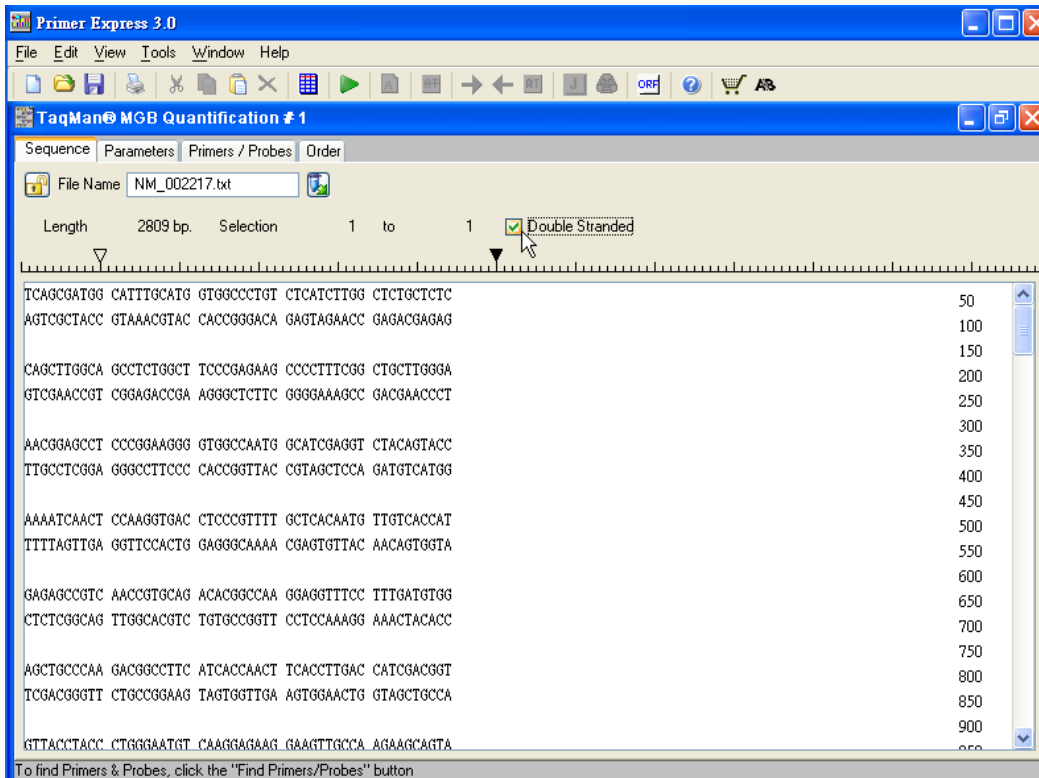 Primer Express 3.0
File Edit View Tools Window Help
ORF
TaqMan® MGB Quantification # 1
Sequence Parameters Primers / Probes Order
File Name NM_002217.txt
Length 2809 bp. Selection 1 to 1 Double Stranded
TCAGCGATGG CATTTGCATG GTGGCCCTGT CTCATCTTGG CTCTGCTCTC 50
AGTCGCTACC GTAAACGTAC CACCGGGACA GAGTAGAACC GAGACGAGAG 100
150
CAGCTTGGCA GCCTCTGGCT TCCCGAGAAG CCCCTTTCGG CTGCTTGGGA 200
GTCGAACCGT CGGAGACCGA AGGGCTCTTC GGGGAAAGCC GACGAACCCT 250
300
AACGGAGCCT CCCGGAAGGG GTGGCCAATG GCATCGAGGT CTACAGTACC 350
TTGCCTCGGA GGGCCTTCCC CACCGGTTAC CGTAGCTCCA GATGTCATGG 400
450
AAAATCAACT CCAAGGTGAC CTCCCGTTTT GCTCACAATG TTGTCACCAT 500
TTTTAGTTGA GGTTCCACTG GAGGGCAAAA CGAGTGTTAC AACAGTGGTA 550
600
GAGAGCCGTC AACCGTGCAG ACACGGCCAA GGAGGTTTCC TTTGATGTGG 650
CTCTCGGCAG TTGGCACGTC TGTGCCGGTT CCTCCAAAGG AAACTACACC 700
750
AGCTGCCCAA GACGGCCTTC ATCACCAACT TCACCTTGAC CATCGACGGT 800
TCGACGGGTT CTGCCGGAAG TAGTGGTTGA AGTGGAACTG GTAGCTGCCA 850
900
GTTACCTACC CTGGGAATGT CAAGGAGAAG GAAGTTGCCA AGAAGCAGTA
To find Primers & Probes, click the "Find Primers/Probes" button